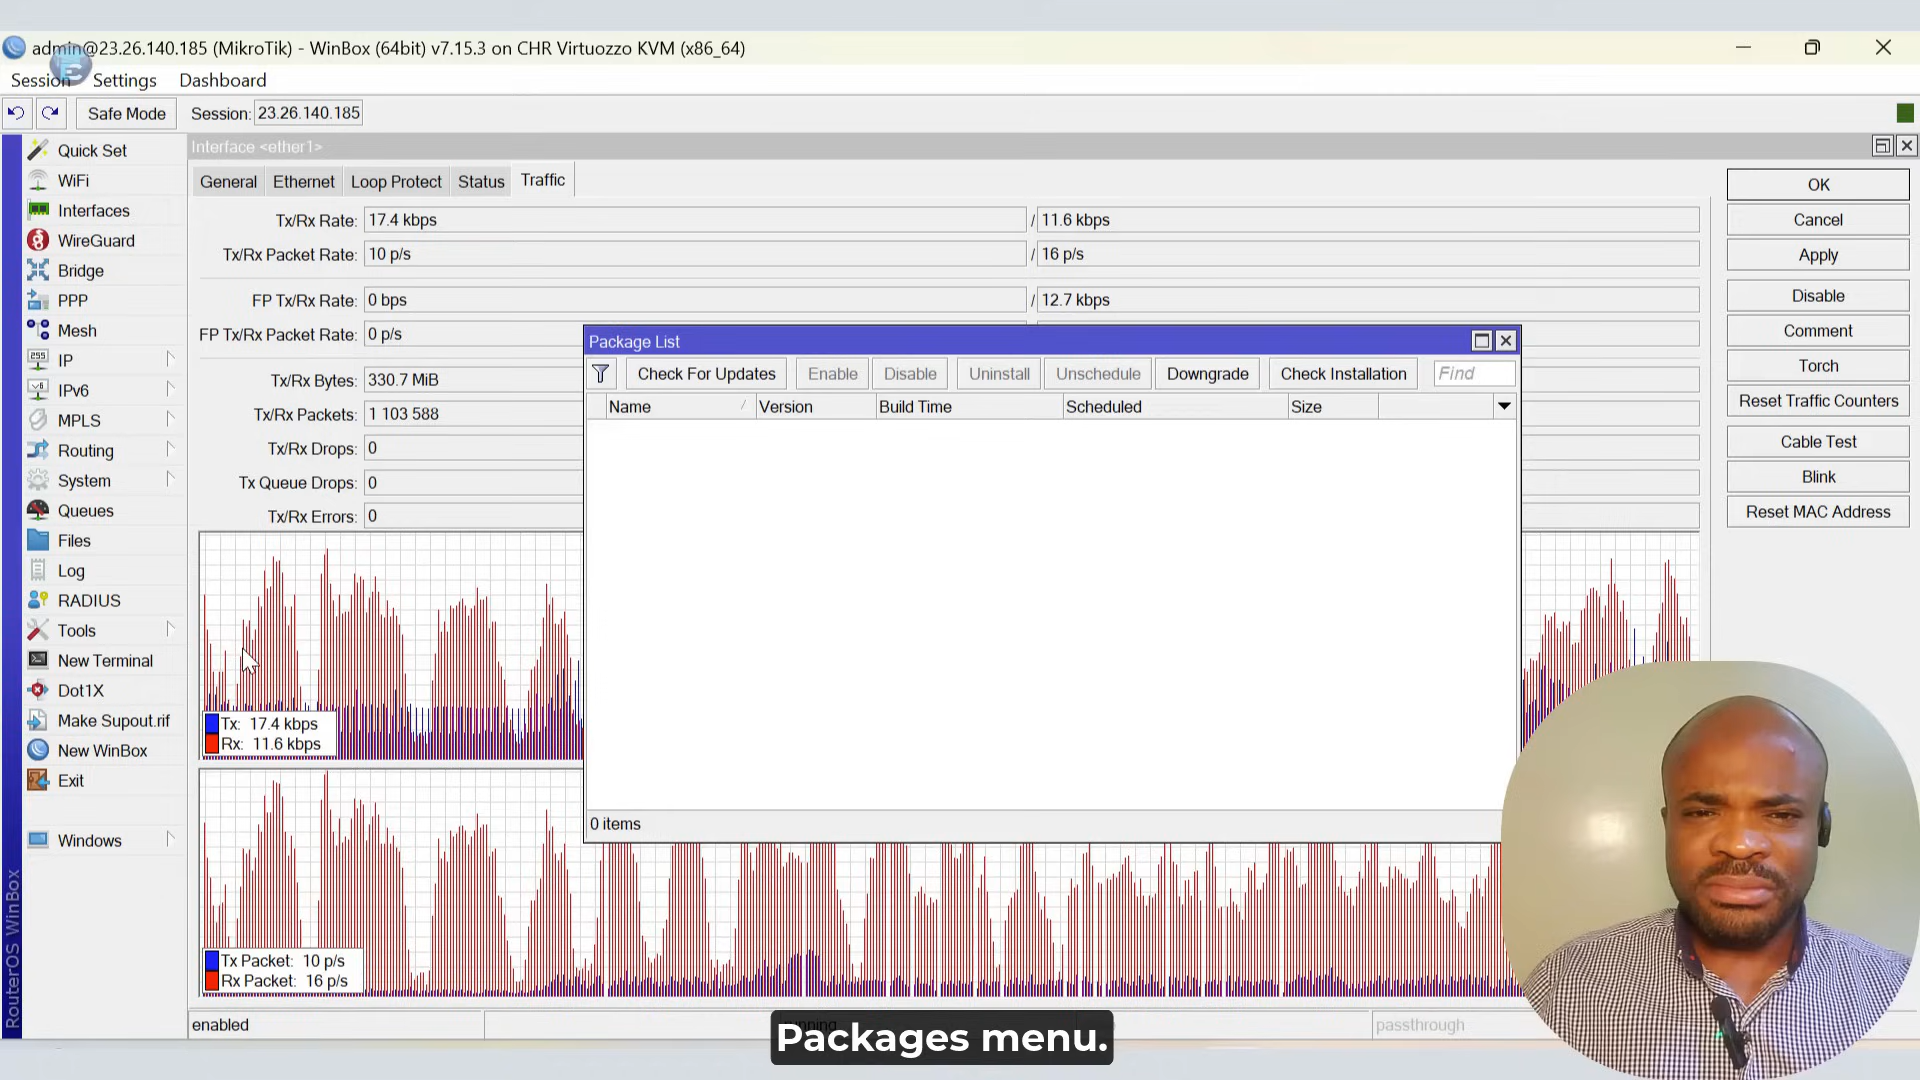 admin@23.26.140.185 (MikroTik) - WinBox (64bit) v7.15.3 on CHR Virtuozzo KVM (x86_64)
Session Settings Dashboard
Safe Mode Session: 23.26.140.185
Interface <ether1>
General Ethernet Loop Protect Status Traffic
Tx/Rx Rate: 17.4 kbps / 11.6 kbps
Tx/Rx Packet Rate: 10 p/s / 16 p/s
FP Tx/Rx Rate: 0 bps / 12.7 kbps
FP Tx/Rx Packet Rate: 0 p/s
Tx/Rx Bytes: 330.7 MiB
Tx/Rx Packets: 1 103 588
Tx/Rx Drops: 0
Tx Queue Drops: 0
Tx/Rx Errors: 0
Quick Set
WiFi
Interfaces
WireGuard
Bridge
PPP
Mesh
IP
IPv6
MPLS
Routing
System
Queues
Files
Log
RADIUS
Tools
New Terminal
Dot1X
Make Supout.rif
New WinBox
Exit
Windows
RouterOS WinBox
OK
Cancel
Apply
Disable
Comment
Torch
Reset Traffic Counters
Cable Test
Blink
Reset MAC Address
Package List
Check For Updates Enable Disable Uninstall Unschedule Downgrade Check Installation Find
Name Version Build Time Scheduled Size
0 items
Tx: 17.4 kbps
Rx: 11.6 kbps
Tx Packet: 10 p/s
Rx Packet: 16 p/s
enabled passthrough
Packages menu.